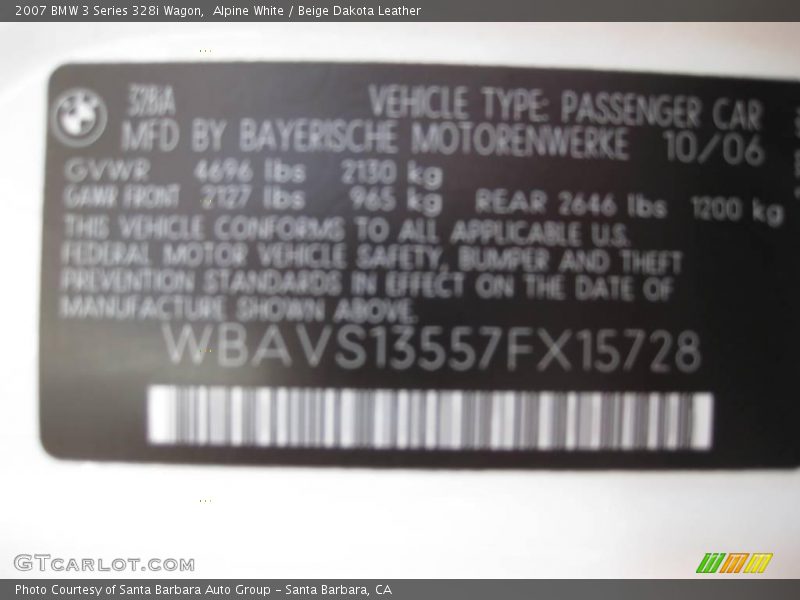 2007 BMW 3 Series 328i Wagon, Alpine White / Beige Dakota Leather
328iA VEHICLE TYPE: PASSENGER CAR
MFD BY BAYERISCHE MOTORENWERKE 10/06
GVWR 4696 lbs 2130 kg
GAWR FRONT 2127 lbs 965 kg REAR 2646 lbs 1200 kg
THIS VEHICLE CONFORMS TO ALL APPLICABLE U.S.
FEDERAL MOTOR VEHICLE SAFETY, BUMPER AND THEFT
PREVENTION STANDARDS IN EFFECT ON THE DATE OF
MANUFACTURE SHOWN ABOVE.
WBAVS13557FX15728
GTCARLOT.COM
Photo Courtesy of Santa Barbara Auto Group - Santa Barbara, CA